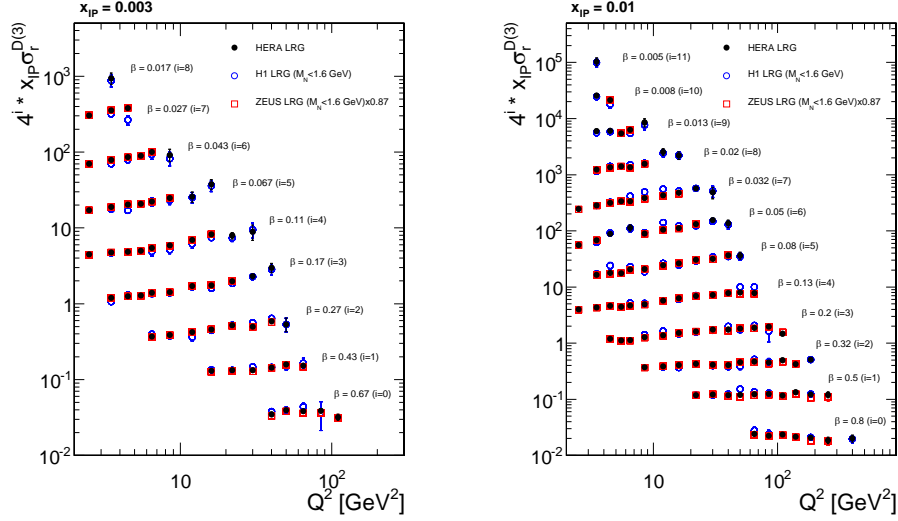 x_IP = 0.003
4^i * x_IP σ_r^D(3)
HERA LRG
H1 LRG (M_N<1.6 GeV)
ZEUS LRG (M_N<1.6 GeV)x0.87
β = 0.017 (i=8)
β = 0.027 (i=7)
β = 0.043 (i=6)
β = 0.067 (i=5)
β = 0.11 (i=4)
β = 0.17 (i=3)
β = 0.27 (i=2)
β = 0.43 (i=1)
β = 0.67 (i=0)
10^3
10^2
10
1
10^-1
10^-2
10
10^2
Q^2 [GeV^2]
x_IP = 0.01
4^i * x_IP σ_r^D(3)
HERA LRG
H1 LRG (M_N<1.6 GeV)
ZEUS LRG (M_N<1.6 GeV)x0.87
β = 0.005 (i=11)
β = 0.008 (i=10)
β = 0.013 (i=9)
β = 0.02 (i=8)
β = 0.032 (i=7)
β = 0.05 (i=6)
β = 0.08 (i=5)
β = 0.13 (i=4)
β = 0.2 (i=3)
β = 0.32 (i=2)
β = 0.5 (i=1)
β = 0.8 (i=0)
10^5
10^4
10^3
10^2
10
1
10^-1
10^-2
10
10^2
Q^2 [GeV^2]